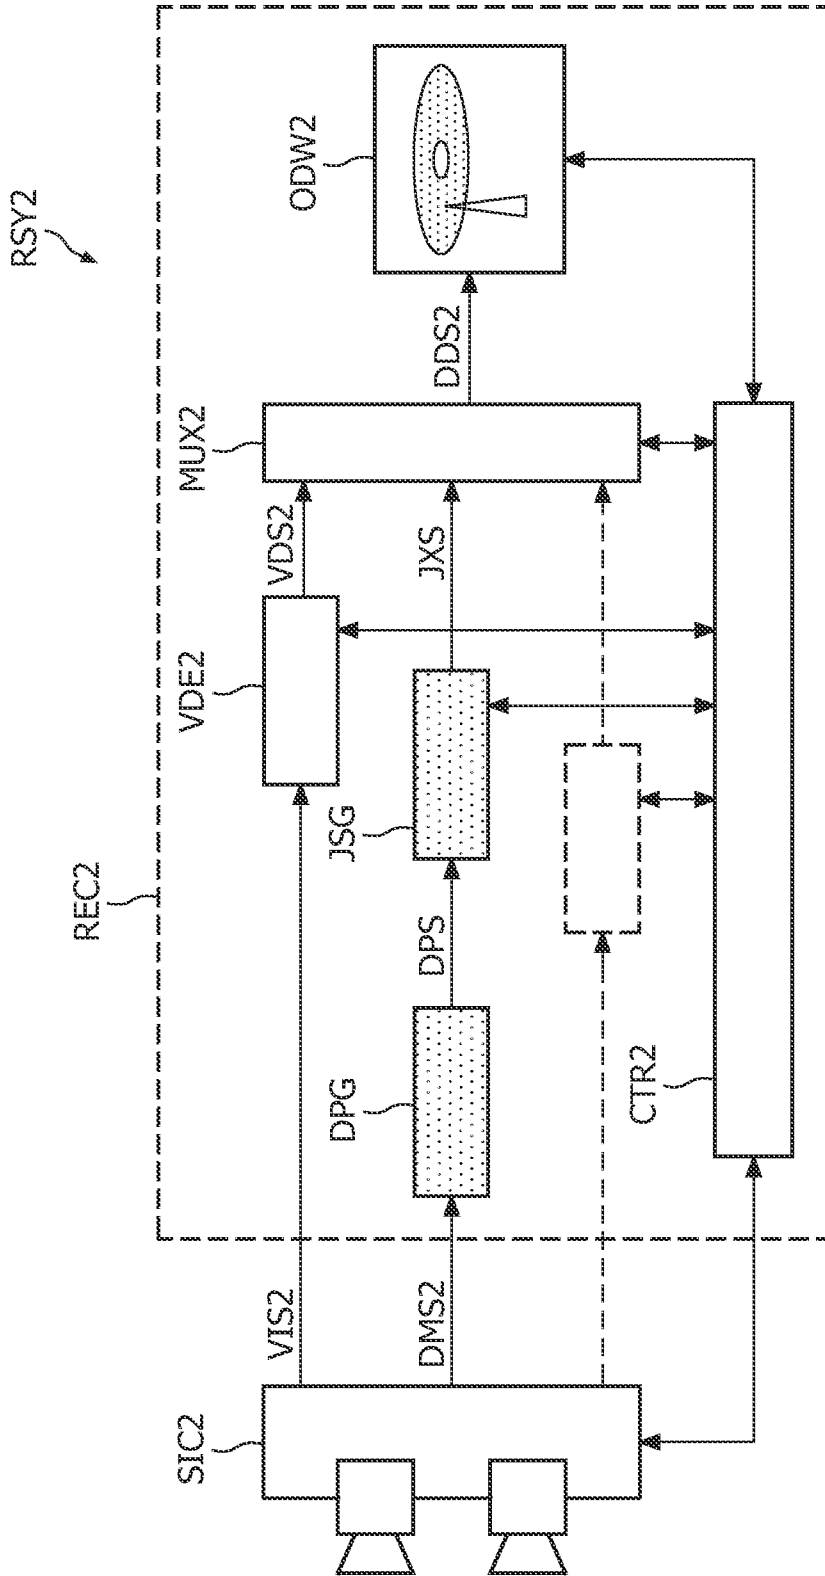 RSY2
REC2
SIC2
VIS2
VDE2
VDS2
MUX2
ODW2
DMS2
DPG
DPS
JSG
JXS
DDS2
CTR2